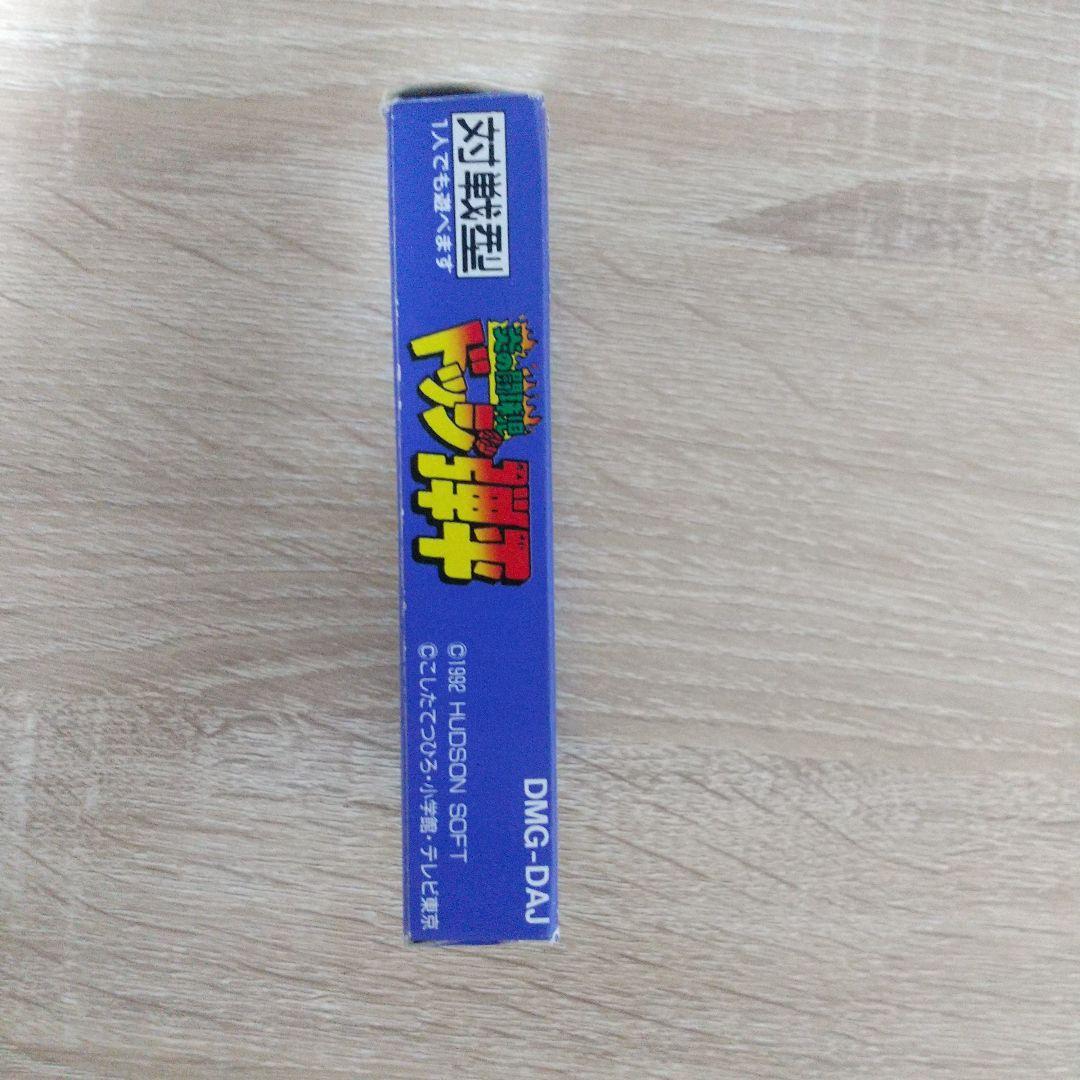 対戦型
1人でも遊べます
炎の闘球児
ドッジ弾平
©1992 HUDSON SOFT
©こしたてつひろ・小学館・テレビ東京
DMG-DAJ